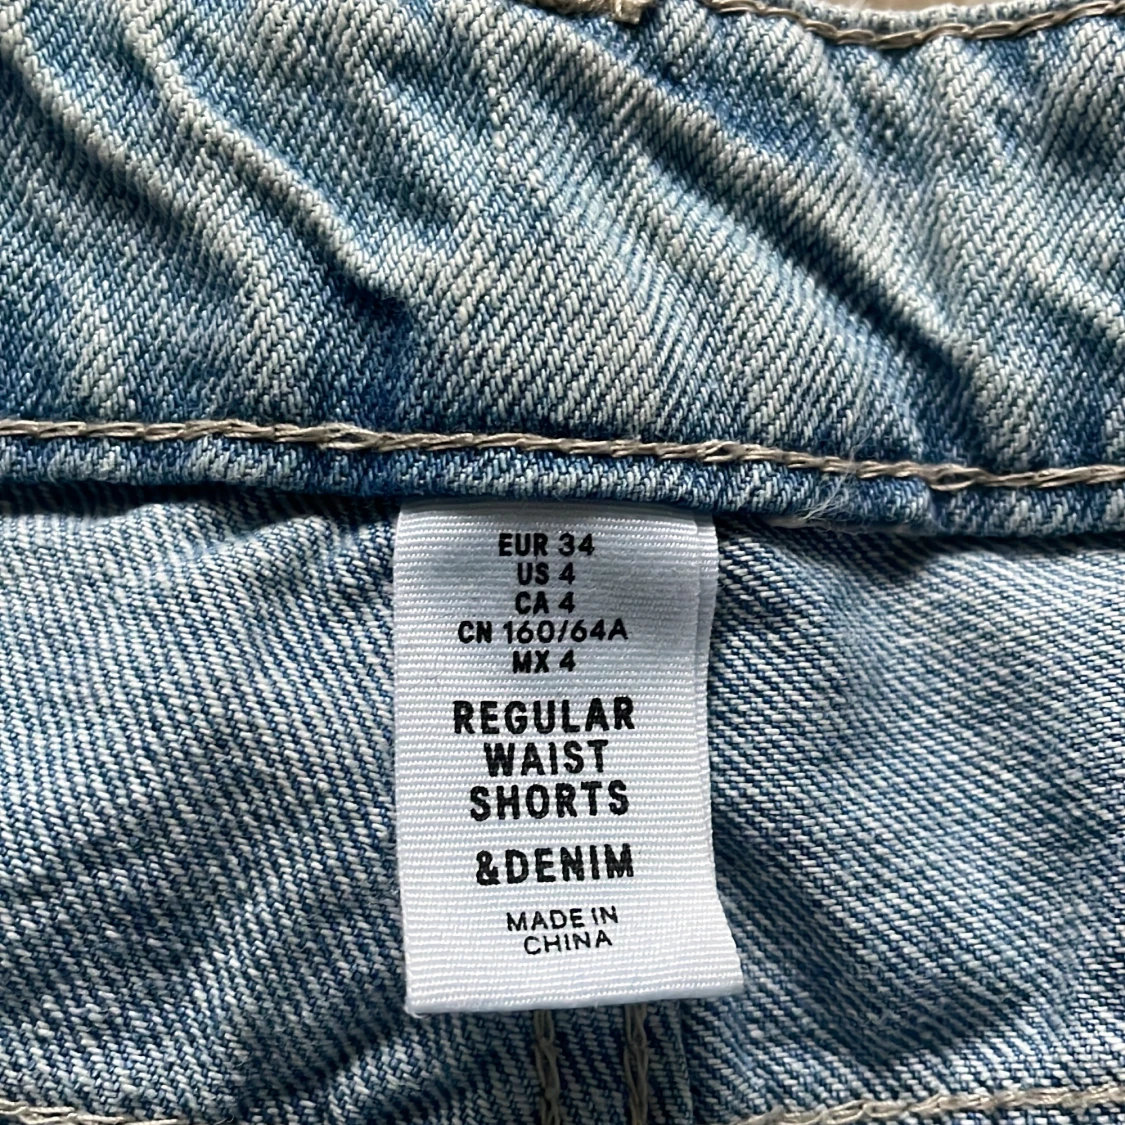 EUR 34
US 4
CA 4
CN 160/64A
MX 4
REGULAR
WAIST
SHORTS
&DENIM
MADE IN
CHINA